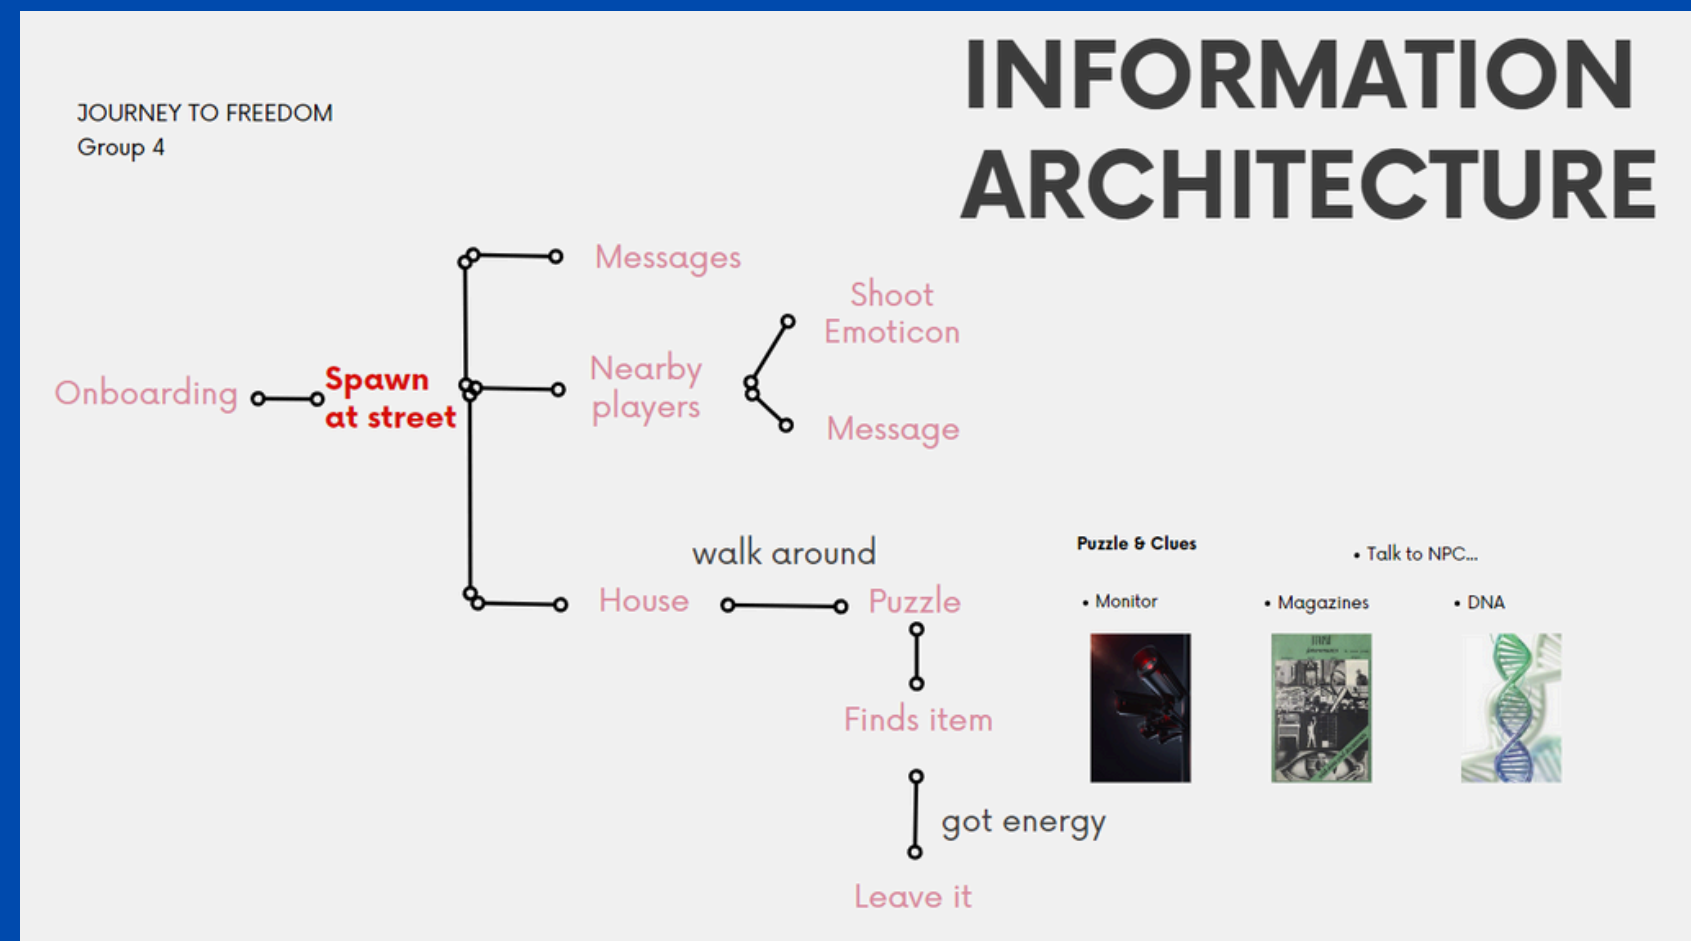 INFORMATION
ARCHITECTURE
JOURNEY TO FREEDOM
Group 4
Messages
Shoot
Emoticon
Onboarding
Spawn
at street
Nearby
players
Message
walk around
House
Puzzle
Finds item
got energy
Leave it
Puzzle & Clues
• Talk to NPC...
• Monitor
• Magazines
• DNA